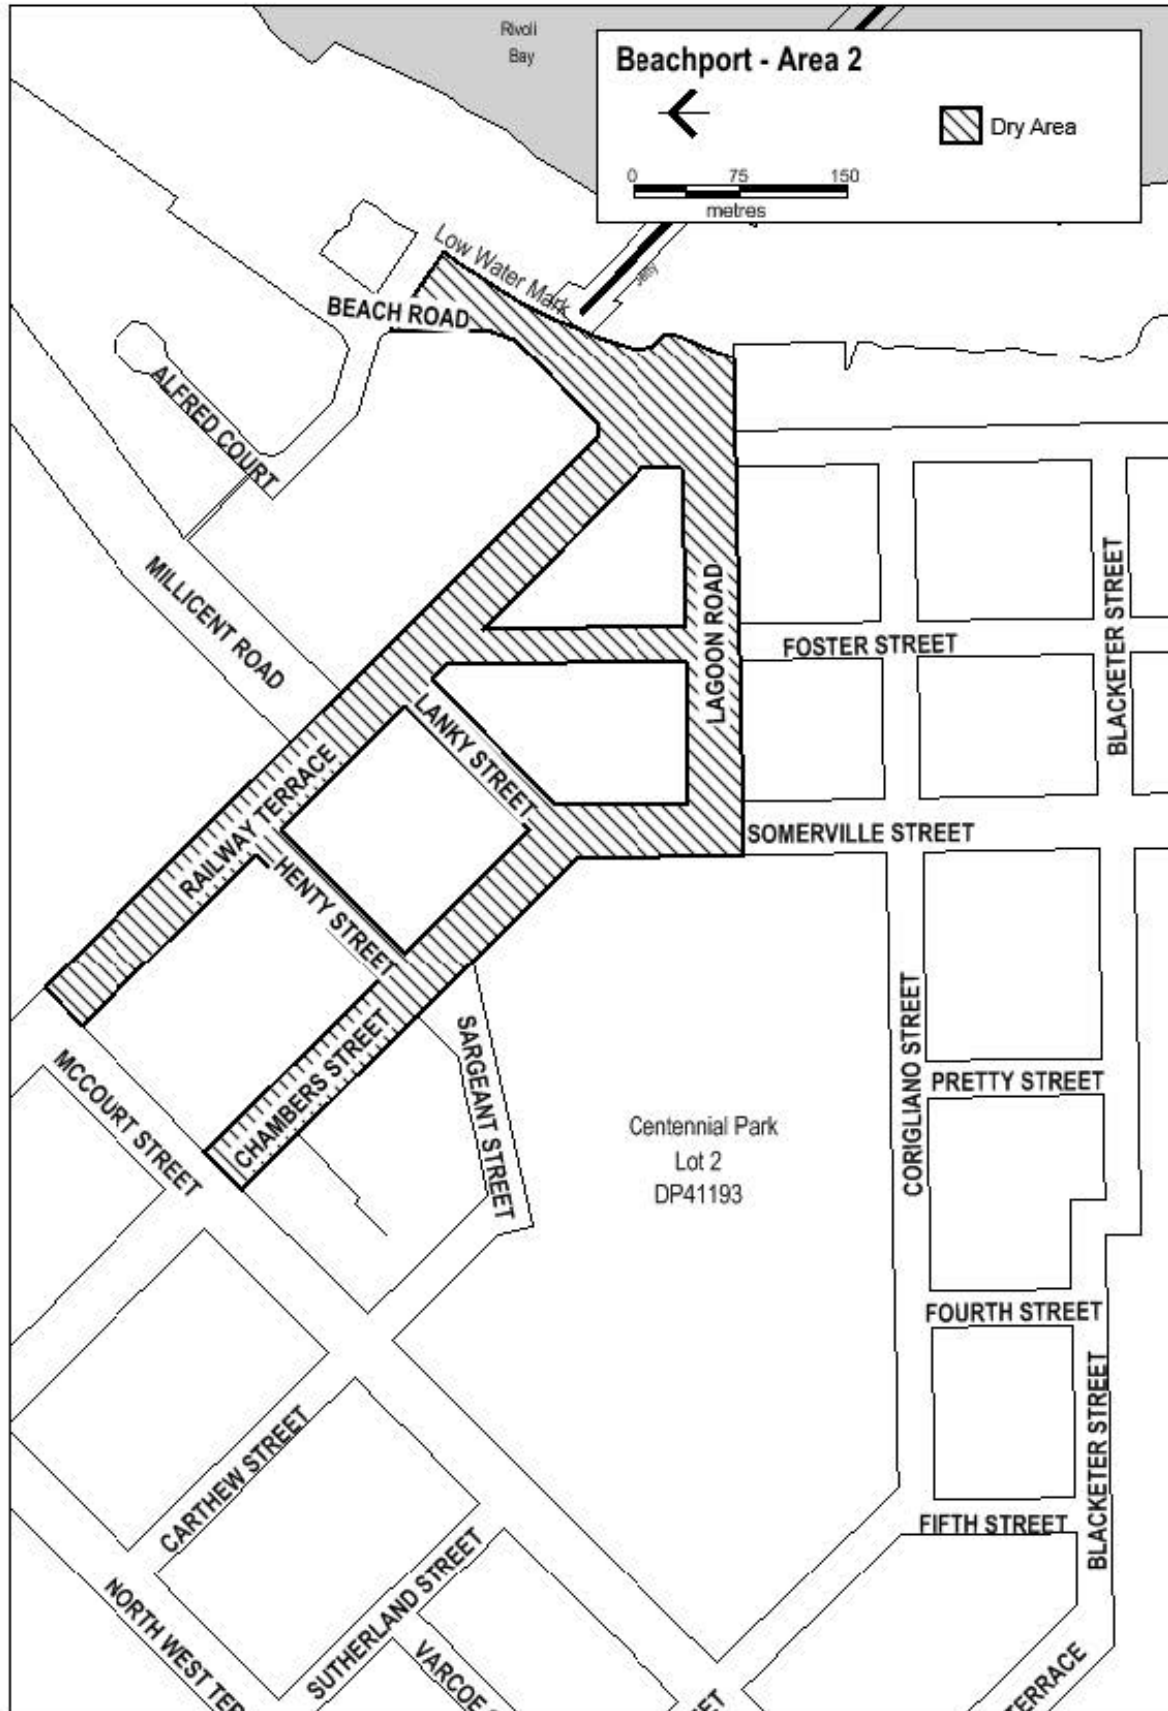 Rivoli
Bay
Beachport - Area 2
Dry Area
0 75 150
metres
Low Water Mark
Jetty
BEACH ROAD
ALFRED COURT
MILLICENT ROAD
LAGOON ROAD
FOSTER STREET
BLACKETER STREET
LANKY STREET
RAILWAY TERRACE
SOMERVILLE STREET
HENTY STREET
CHAMBERS STREET
SARGEANT STREET
MCCOURT STREET
CORIGLIANO STREET
PRETTY STREET
Centennial Park
Lot 2
DP41193
FOURTH STREET
BLACKETER STREET
CARTHEW STREET
FIFTH STREET
SUTHERLAND STREET
NORTH WEST TER
VARCOE
ET
TERRACE